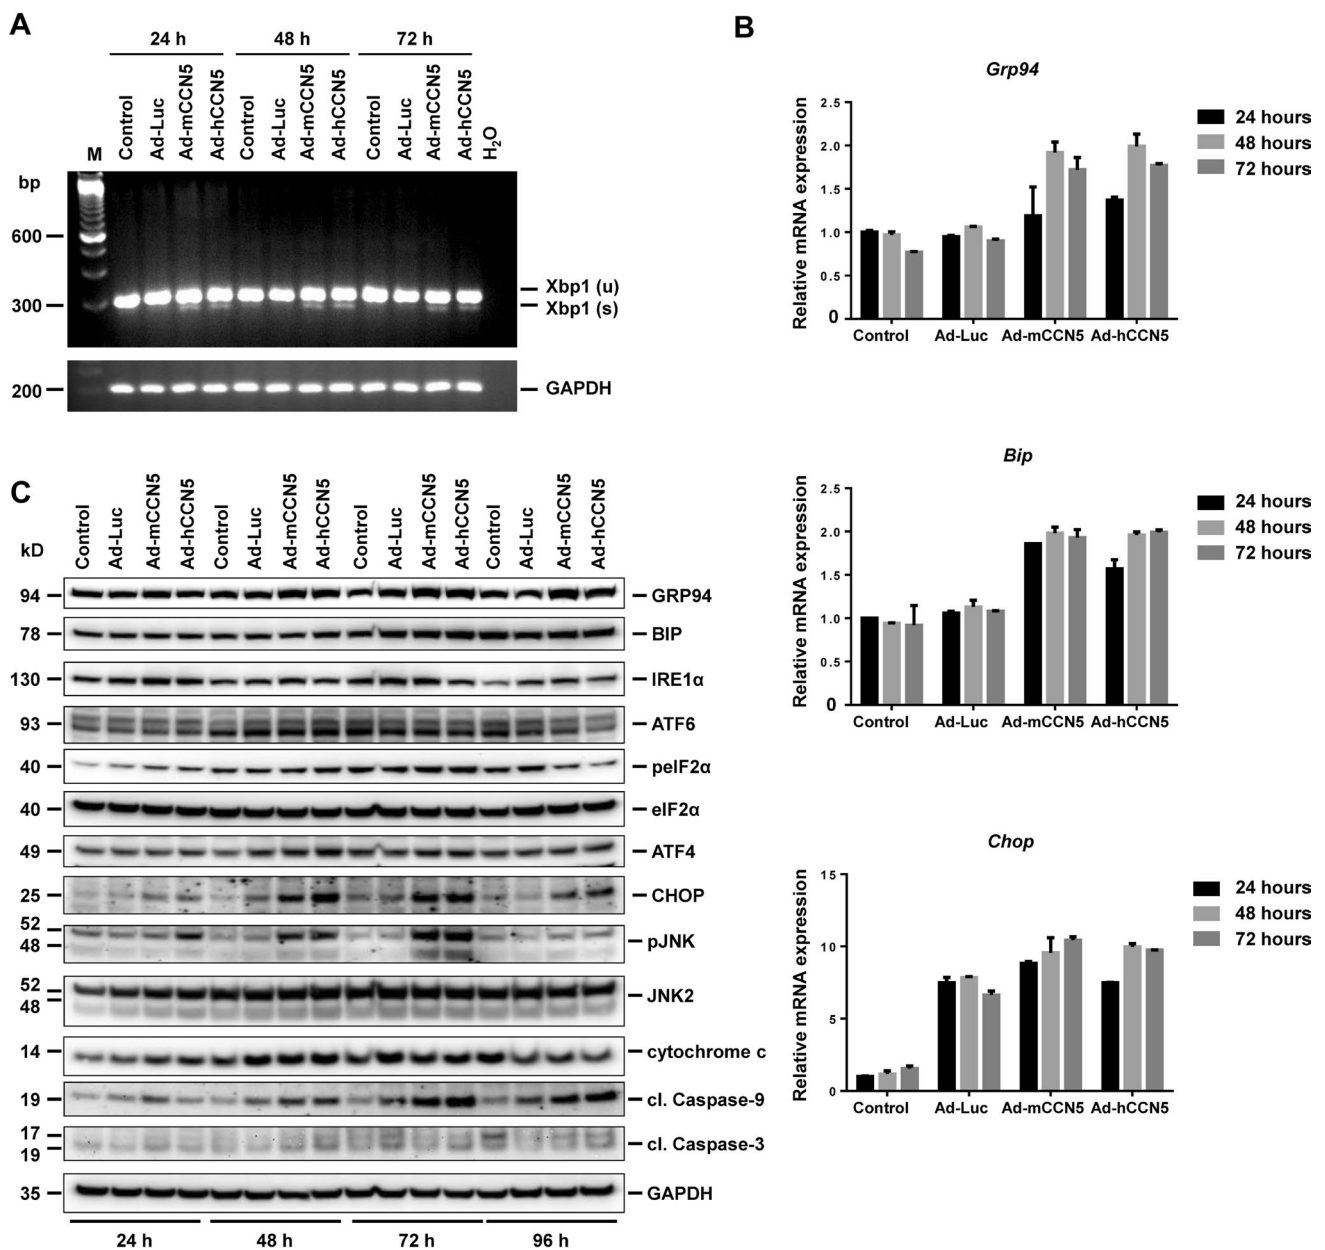 A
24 h 48 h 72 h
Control Ad-Luc Ad-mCCN5 Ad-hCCN5 Control Ad-Luc Ad-mCCN5 Ad-hCCN5 Control Ad-Luc Ad-mCCN5 Ad-hCCN5 H2O
M
bp
600
300
Xbp1 (u)
Xbp1 (s)
200
GAPDH
B
Grp94
Relative mRNA expression
2.5
2.0
1.5
1.0
0.5
0
Control Ad-Luc Ad-mCCN5 Ad-hCCN5
24 hours
48 hours
72 hours
Bip
Relative mRNA expression
2.5
2.0
1.5
1.0
0.5
0
Control Ad-Luc Ad-mCCN5 Ad-hCCN5
24 hours
48 hours
72 hours
Chop
Relative mRNA expression
15
10
5
0
Control Ad-Luc Ad-mCCN5 Ad-hCCN5
24 hours
48 hours
72 hours
C
Control Ad-Luc Ad-mCCN5 Ad-hCCN5 Control Ad-Luc Ad-mCCN5 Ad-hCCN5 Control Ad-Luc Ad-mCCN5 Ad-hCCN5 Control Ad-Luc Ad-mCCN5 Ad-hCCN5
kD
94 GRP94
78 BIP
130 IRE1α
93 ATF6
40 peIF2α
40 eIF2α
49 ATF4
25 CHOP
52
48 pJNK
52
48 JNK2
14 cytochrome c
19 cl. Caspase-9
17
19 cl. Caspase-3
35 GAPDH
24 h 48 h 72 h 96 h